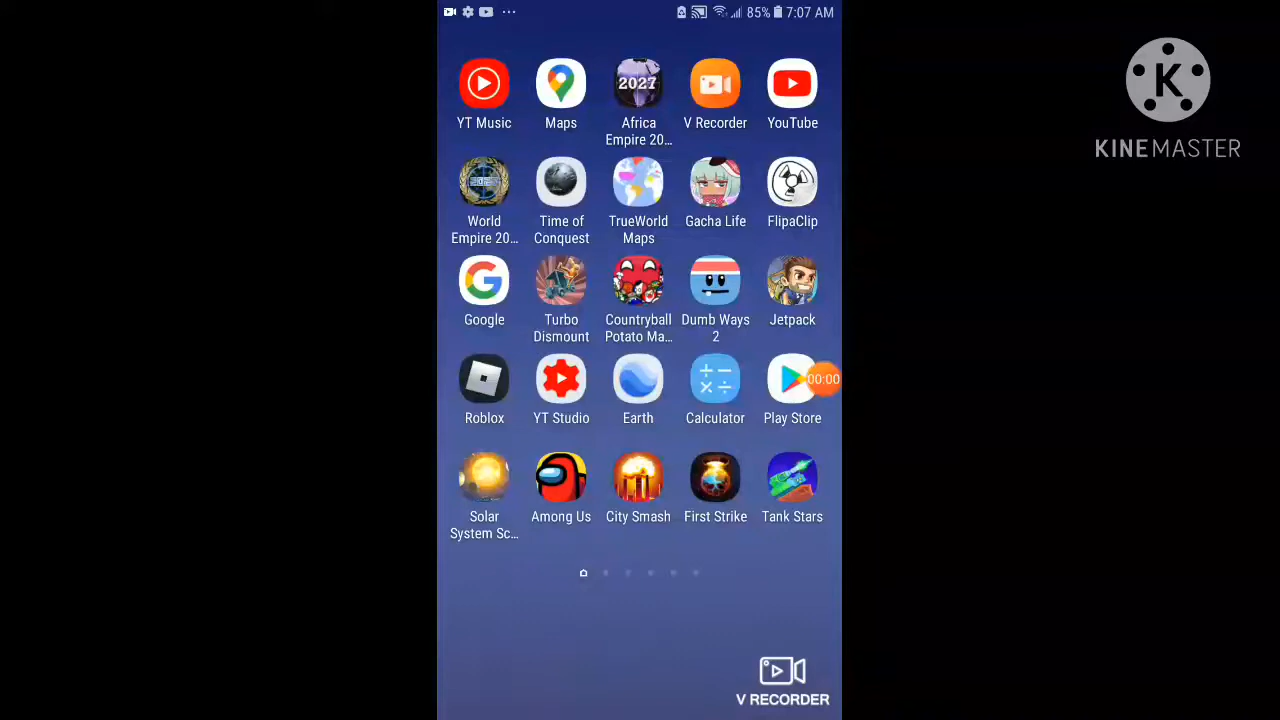 85% 7:07 AM
K
KINEMASTER
2027
YT Music Maps Africa Empire 20… V Recorder YouTube
2025
World Empire 20… Time of Conquest TrueWorld Maps Gacha Life FlipaClip
G
Google Turbo Dismount Countryball Potato Ma… Dumb Ways 2 Jetpack
00:00
Roblox YT Studio Earth Calculator Play Store
Solar System Sc… Among Us City Smash First Strike Tank Stars
V RECORDER